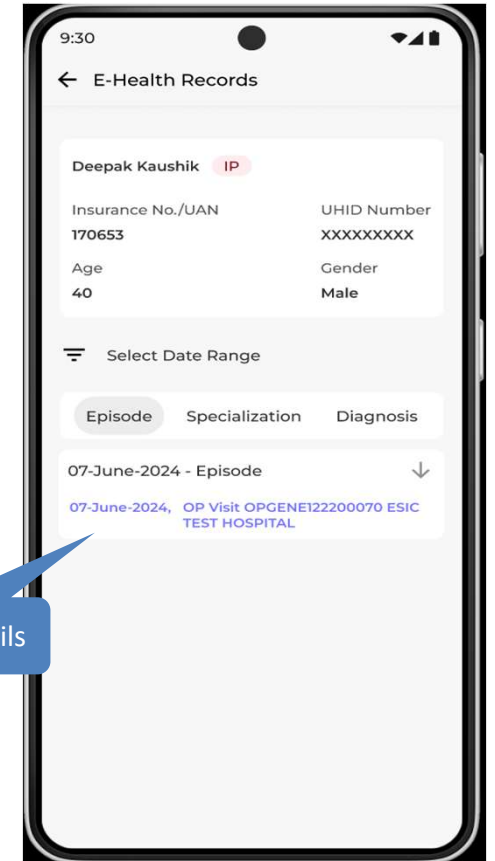 9:30
E-Health Records
Deepak Kaushik IP
Insurance No./UAN UHID Number
170653 XXXXXXXXX
Age Gender
40 Male
Select Date Range
Episode Specialization Diagnosis
07-June-2024 - Episode
07-June-2024, OP Visit OPGENE122200070 ESIC
TEST HOSPITAL
ils